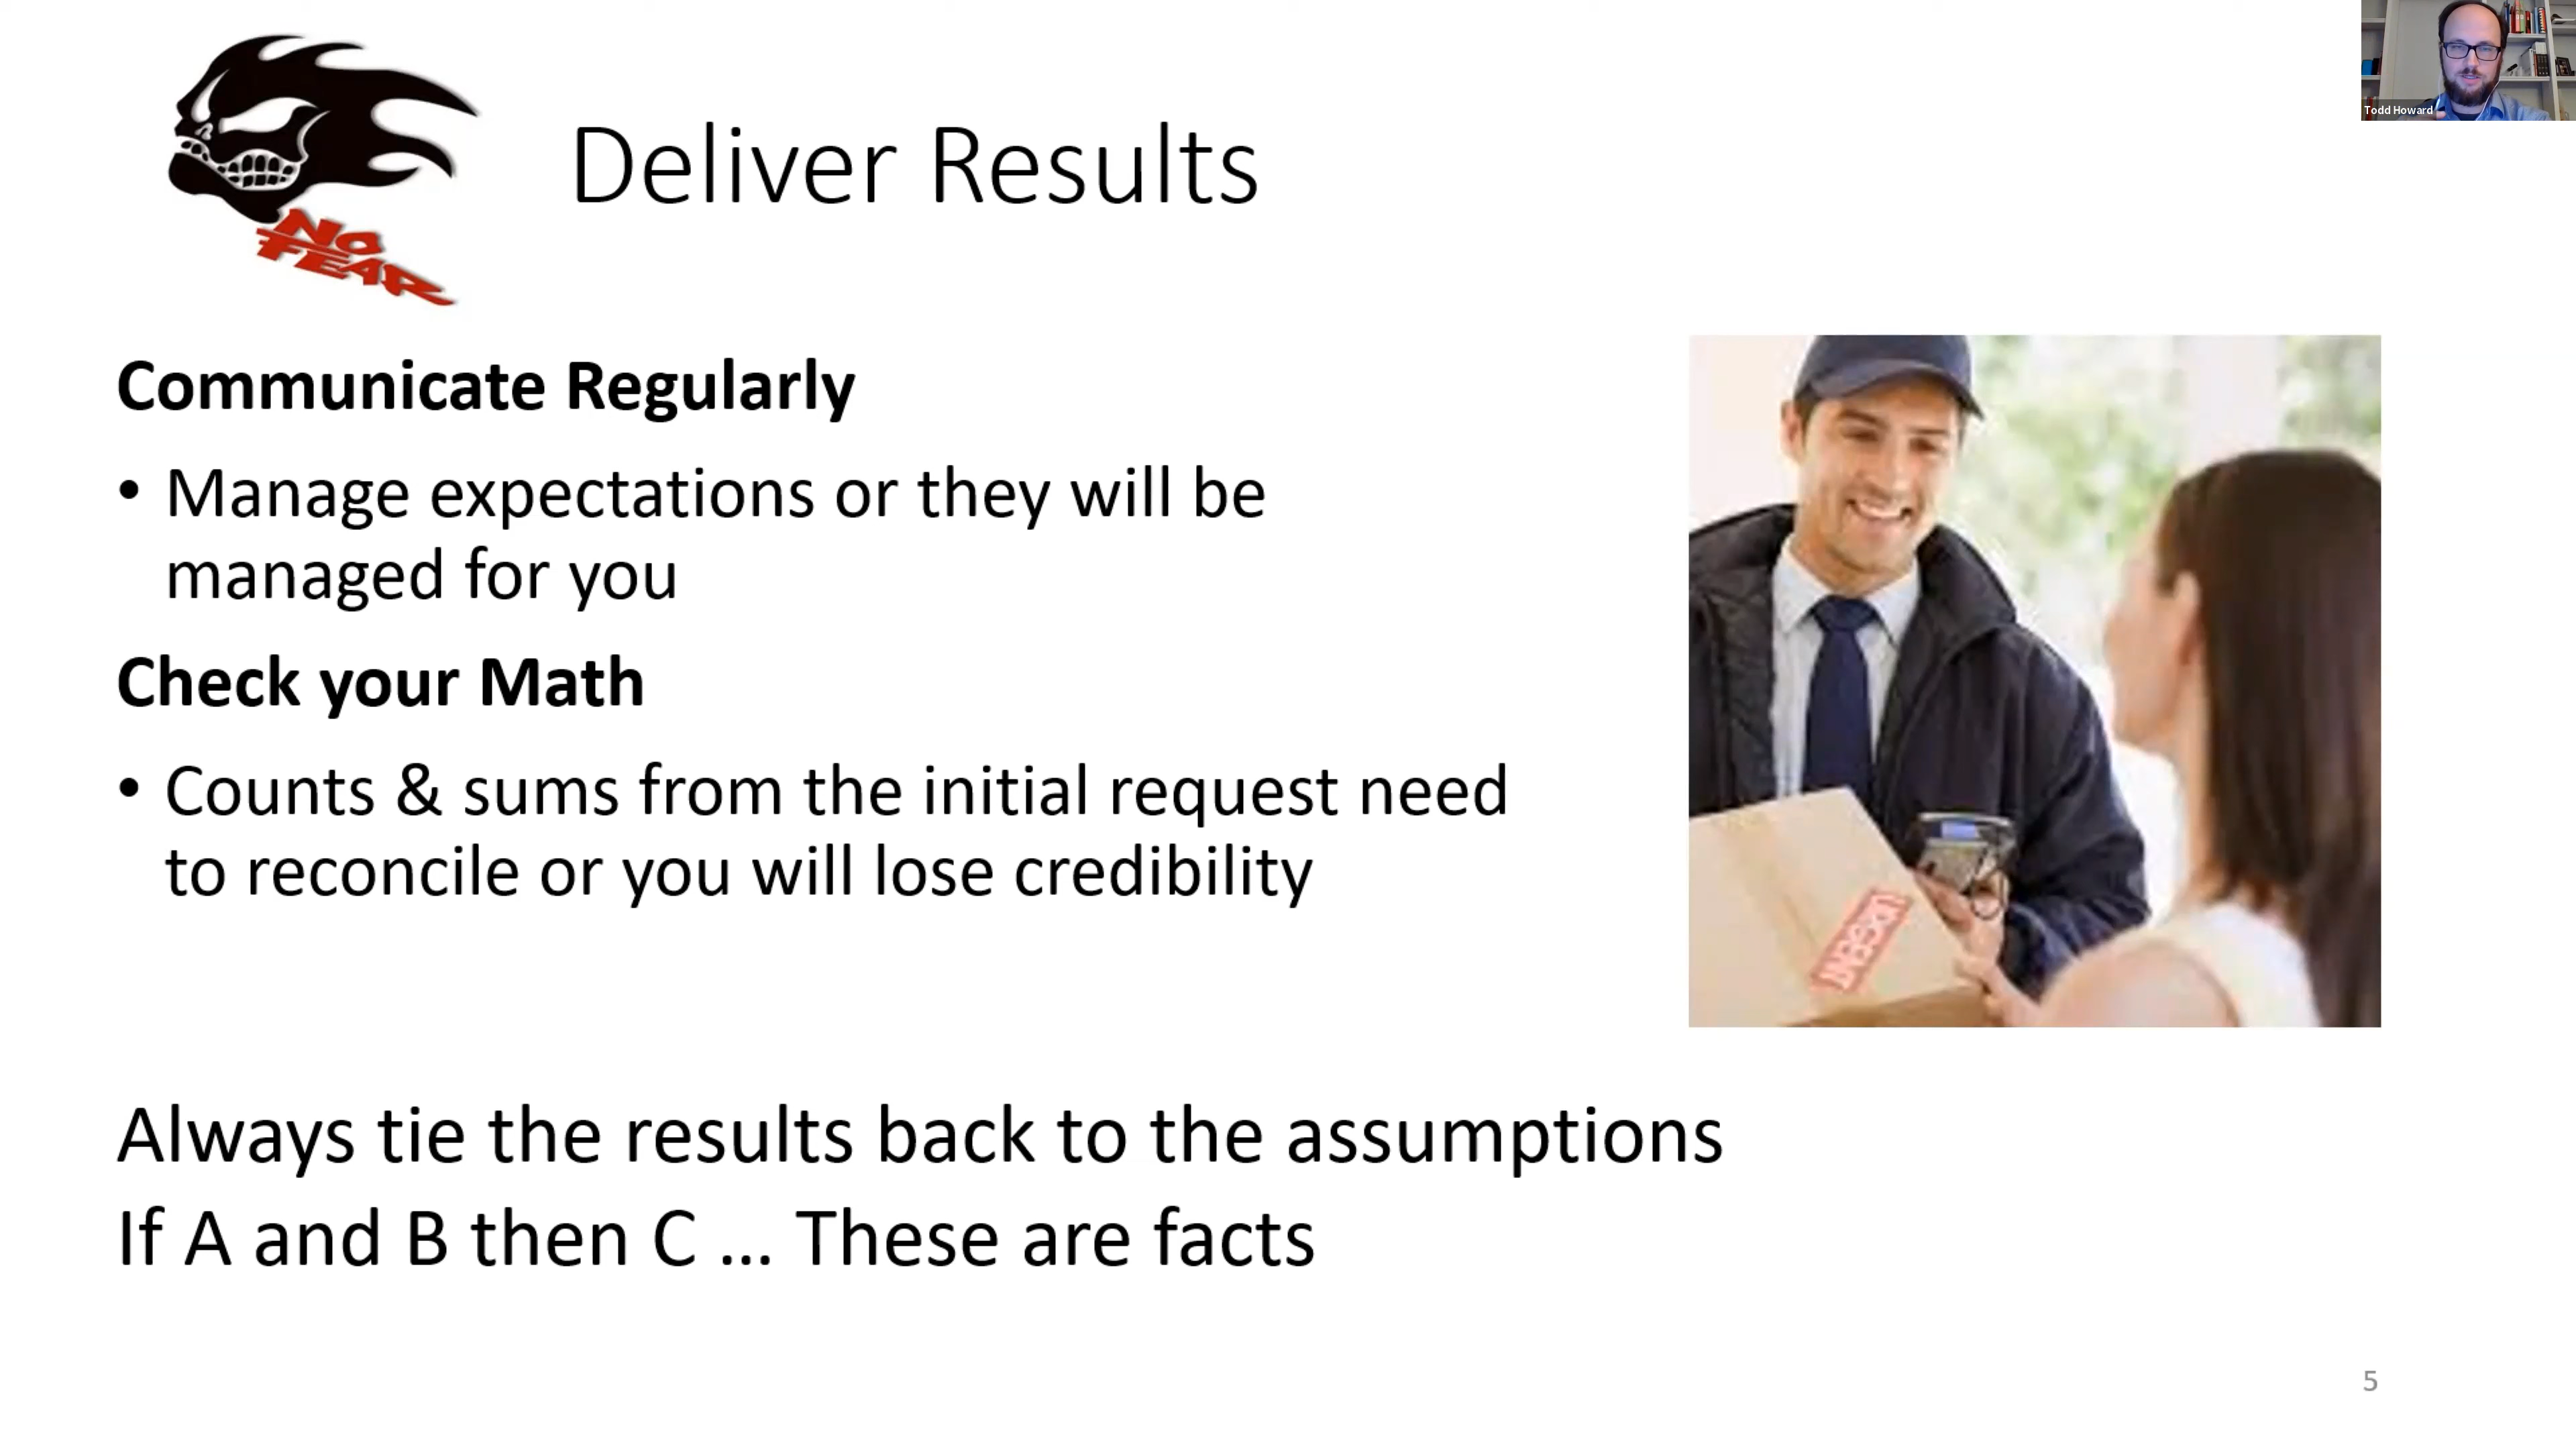 Todd Howard
No
FEAR
Deliver Results
Communicate Regularly
• Manage expectations or they will be
managed for you
Check your Math
• Counts & sums from the initial request need
to reconcile or you will lose credibility
URGENT
Always tie the results back to the assumptions
If A and B then C ... These are facts
5